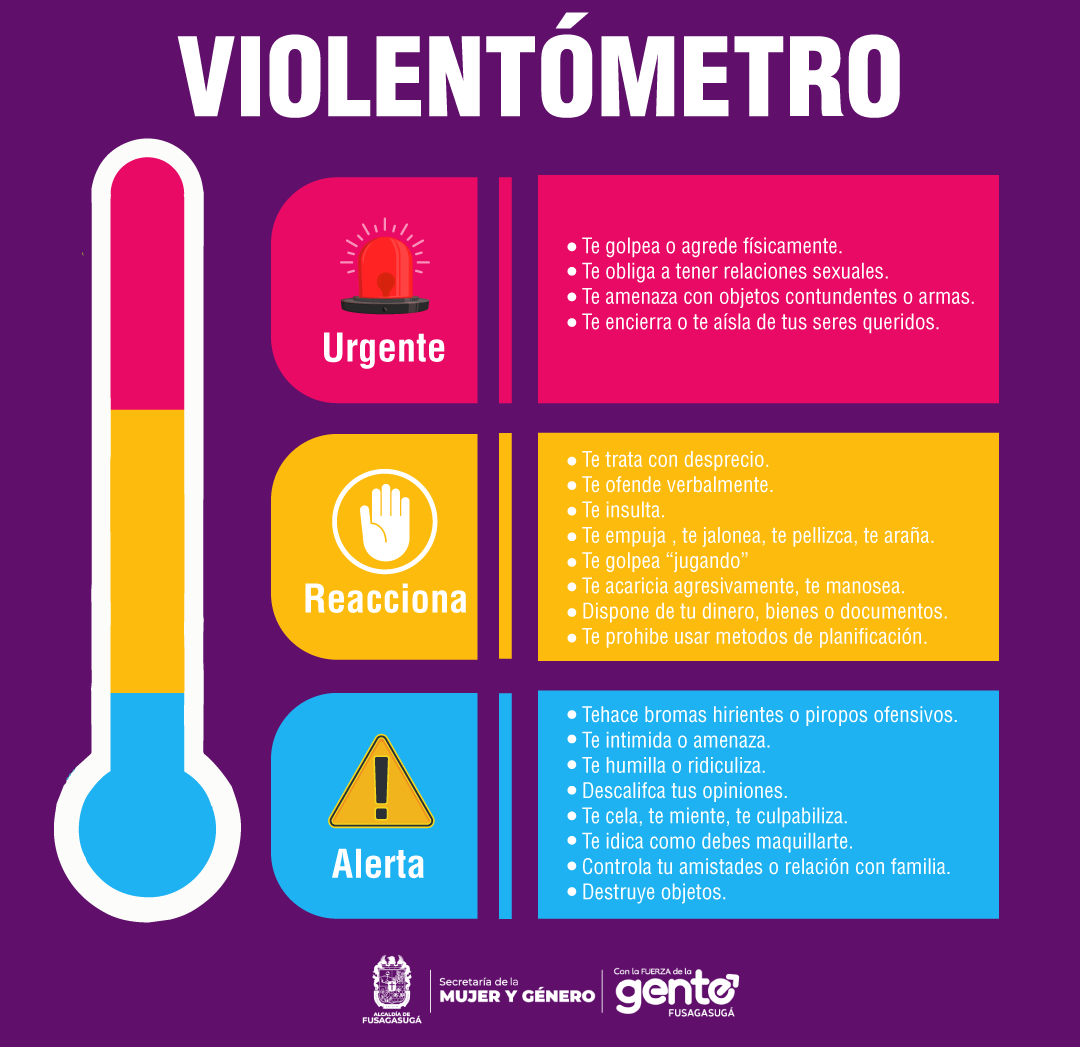 VIOLENTÓMETRO
Urgente
• Te golpea o agrede físicamente.
• Te obliga a tener relaciones sexuales.
• Te amenaza con objetos contundentes o armas.
• Te encierra o te aísla de tus seres queridos.
Reacciona
• Te trata con desprecio.
• Te ofende verbalmente.
• Te insulta.
• Te empuja , te jalonea, te pellizca, te araña.
• Te golpea “jugando”
• Te acaricia agresivamente, te manosea.
• Dispone de tu dinero, bienes o documentos.
• Te prohibe usar metodos de planificación.
Alerta
• Tehace bromas hirientes o piropos ofensivos.
• Te intimida o amenaza.
• Te humilla o ridiculiza.
• Descalifca tus opiniones.
• Te cela, te miente, te culpabiliza.
• Te idica como debes maquillarte.
• Controla tu amistades o relación con familia.
• Destruye objetos.
ALCALDÍA DE
FUSAGASUGÁ
Secretaría de la
MUJER Y GÉNERO
Con la FUERZA de la
gente
FUSAGASUGÁ